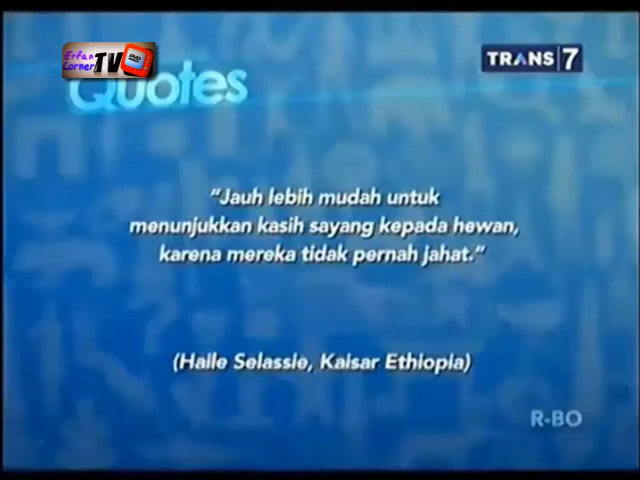 Erfan
Corner TV
DVD
TRANS 7
Quotes
“Jauh lebih mudah untuk
menunjukkan kasih sayang kepada hewan,
karena mereka tidak pernah jahat.”
(Haile Selassie, Kaisar Ethiopia)
R-BO